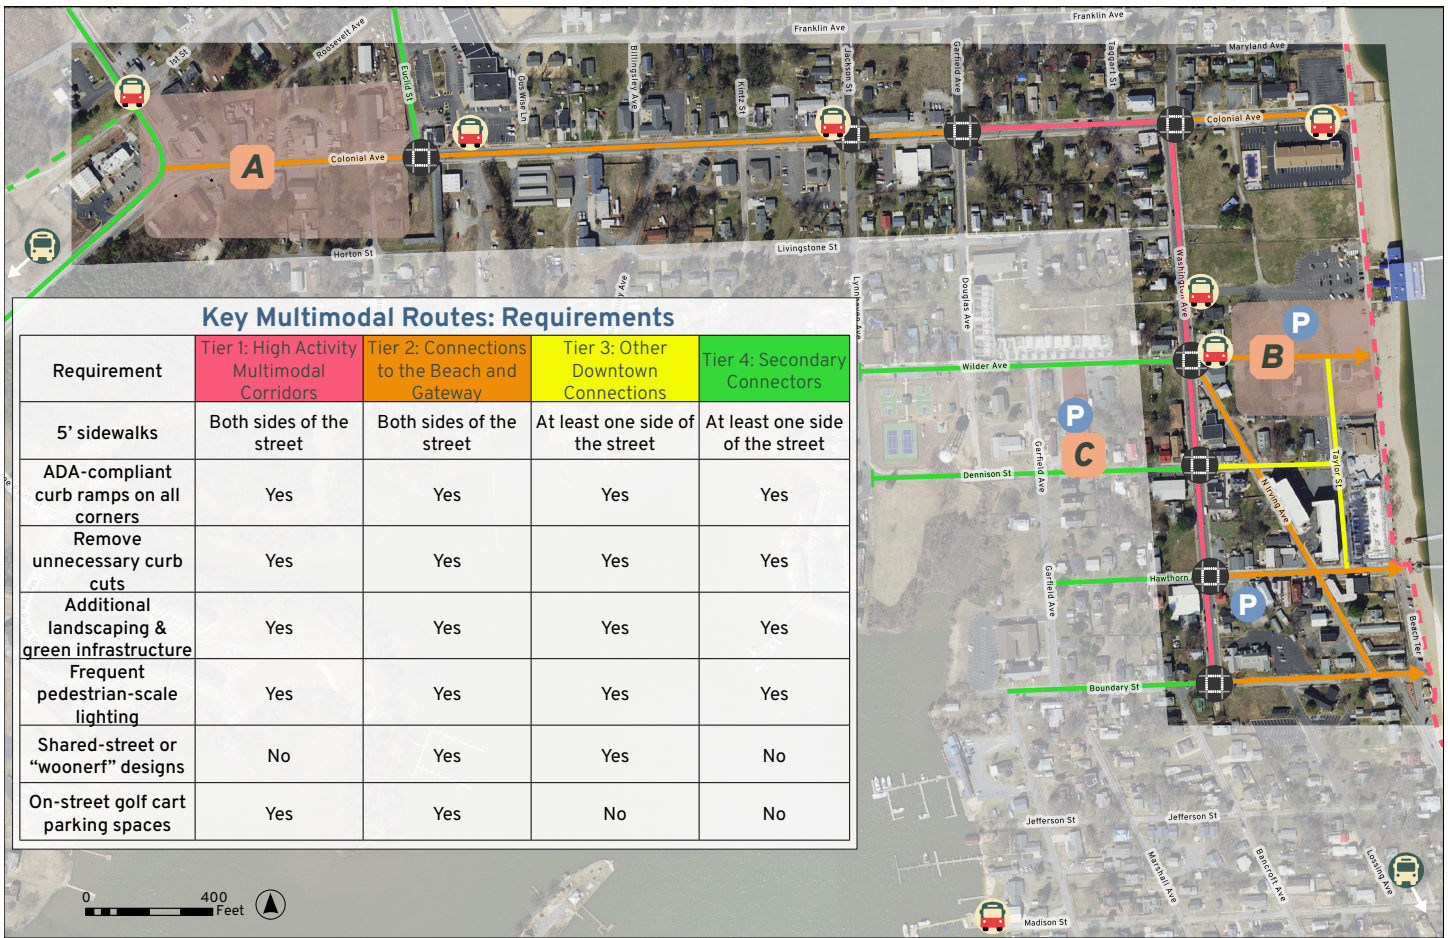 Franklin Ave
Franklin Ave
Roosevelt Ave
1st St
Euclid St
Gus Wise Ln
Billingsley Ave
Kintz St
Jackson St
Garfield Ave
Taggart St
Maryland Ave
Colonial Ave
Colonial Ave
A
Horton St
Livingstone St
Lynnhaven Ave
Douglas Ave
Washington Ave
Key Multimodal Routes: Requirements
Requirement
Tier 1: High Activity
Multimodal
Corridors
Tier 2: Connections
to the Beach and
Gateway
Tier 3: Other
Downtown
Connections
Tier 4: Secondary
Connectors
5' sidewalks
Both sides of the
street
Both sides of the
street
At least one side of
the street
At least one side
of the street
ADA-compliant
curb ramps on all
corners
Yes
Yes
Yes
Yes
Remove
unnecessary curb
cuts
Yes
Yes
Yes
Yes
Additional
landscaping &
green infrastructure
Yes
Yes
Yes
Yes
Frequent
pedestrian-scale
lighting
Yes
Yes
Yes
Yes
Shared-street or
“woonerf” designs
No
Yes
Yes
No
On-street golf cart
parking spaces
Yes
Yes
No
No
P
B
Wilder Ave
P
C
Garfield Ave
Dennison St
Taylor St
N Irving Ave
Garfield Ave
Hawthorn
P
Beach Ter
Boundary St
Jefferson St
Jefferson St
Marshall Ave
Bancroft Ave
Lossing Ave
Madison St
0
400
Feet